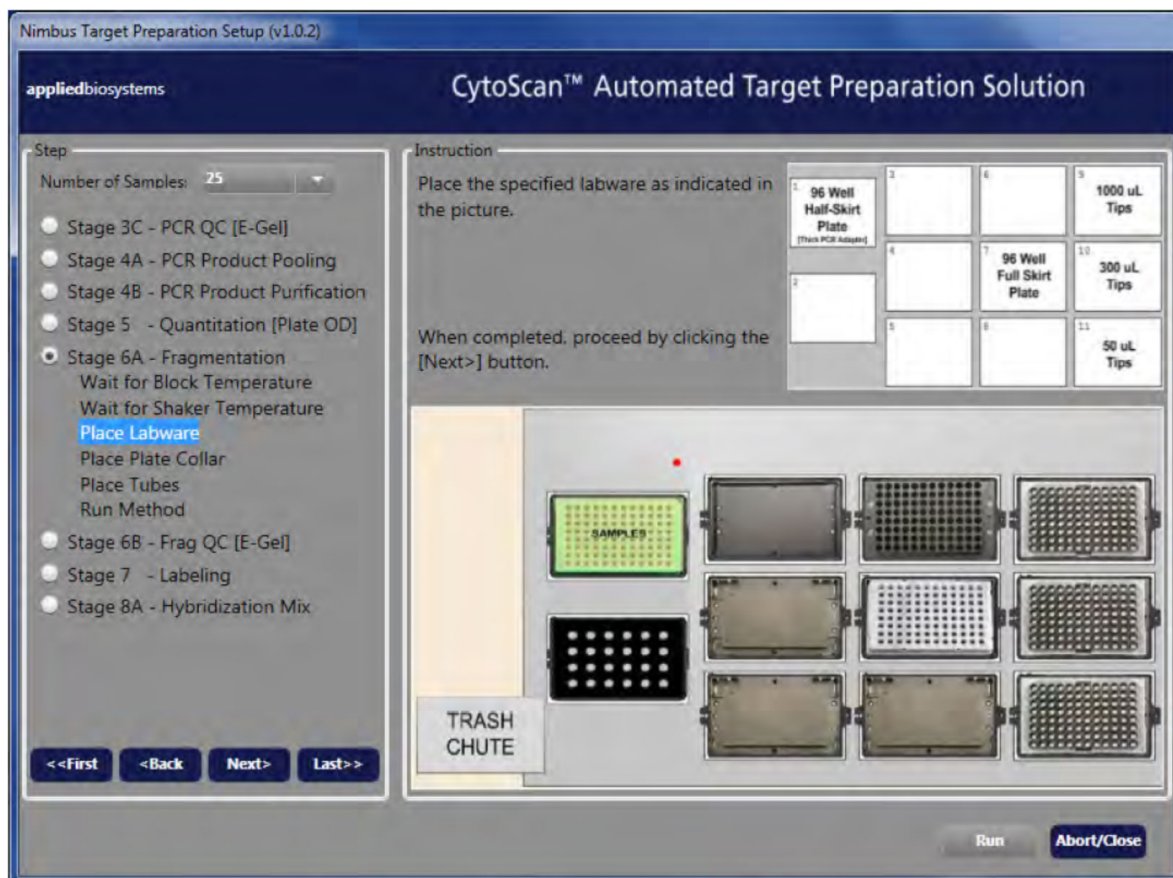 Nimbus Target Preparation Setup (v1.0.2)
appliedbiosystems
CytoScan™ Automated Target Preparation Solution
Step
Number of Samples: 25
Stage 3C - PCR QC [E-Gel]
Stage 4A - PCR Product Pooling
Stage 4B - PCR Product Purification
Stage 5 - Quantitation [Plate OD]
Stage 6A - Fragmentation
Wait for Block Temperature
Wait for Shaker Temperature
Place Labware
Place Plate Collar
Place Tubes
Run Method
Stage 6B - Frag QC [E-Gel]
Stage 7 - Labeling
Stage 8A - Hybridization Mix
<<First
<Back
Next>
Last>>
Instruction
Place the specified labware as indicated in
the picture.
When completed, proceed by clicking the
[Next>] button.
1
96 Well
Half-Skirt
Plate
[Thick PCR Adapter]
2
3
4
5
6
7
96 Well
Full Skirt
Plate
8
9
1000 uL
Tips
10
300 uL
Tips
11
50 uL
Tips
SAMPLES
TRASH
CHUTE
Run
Abort/Close